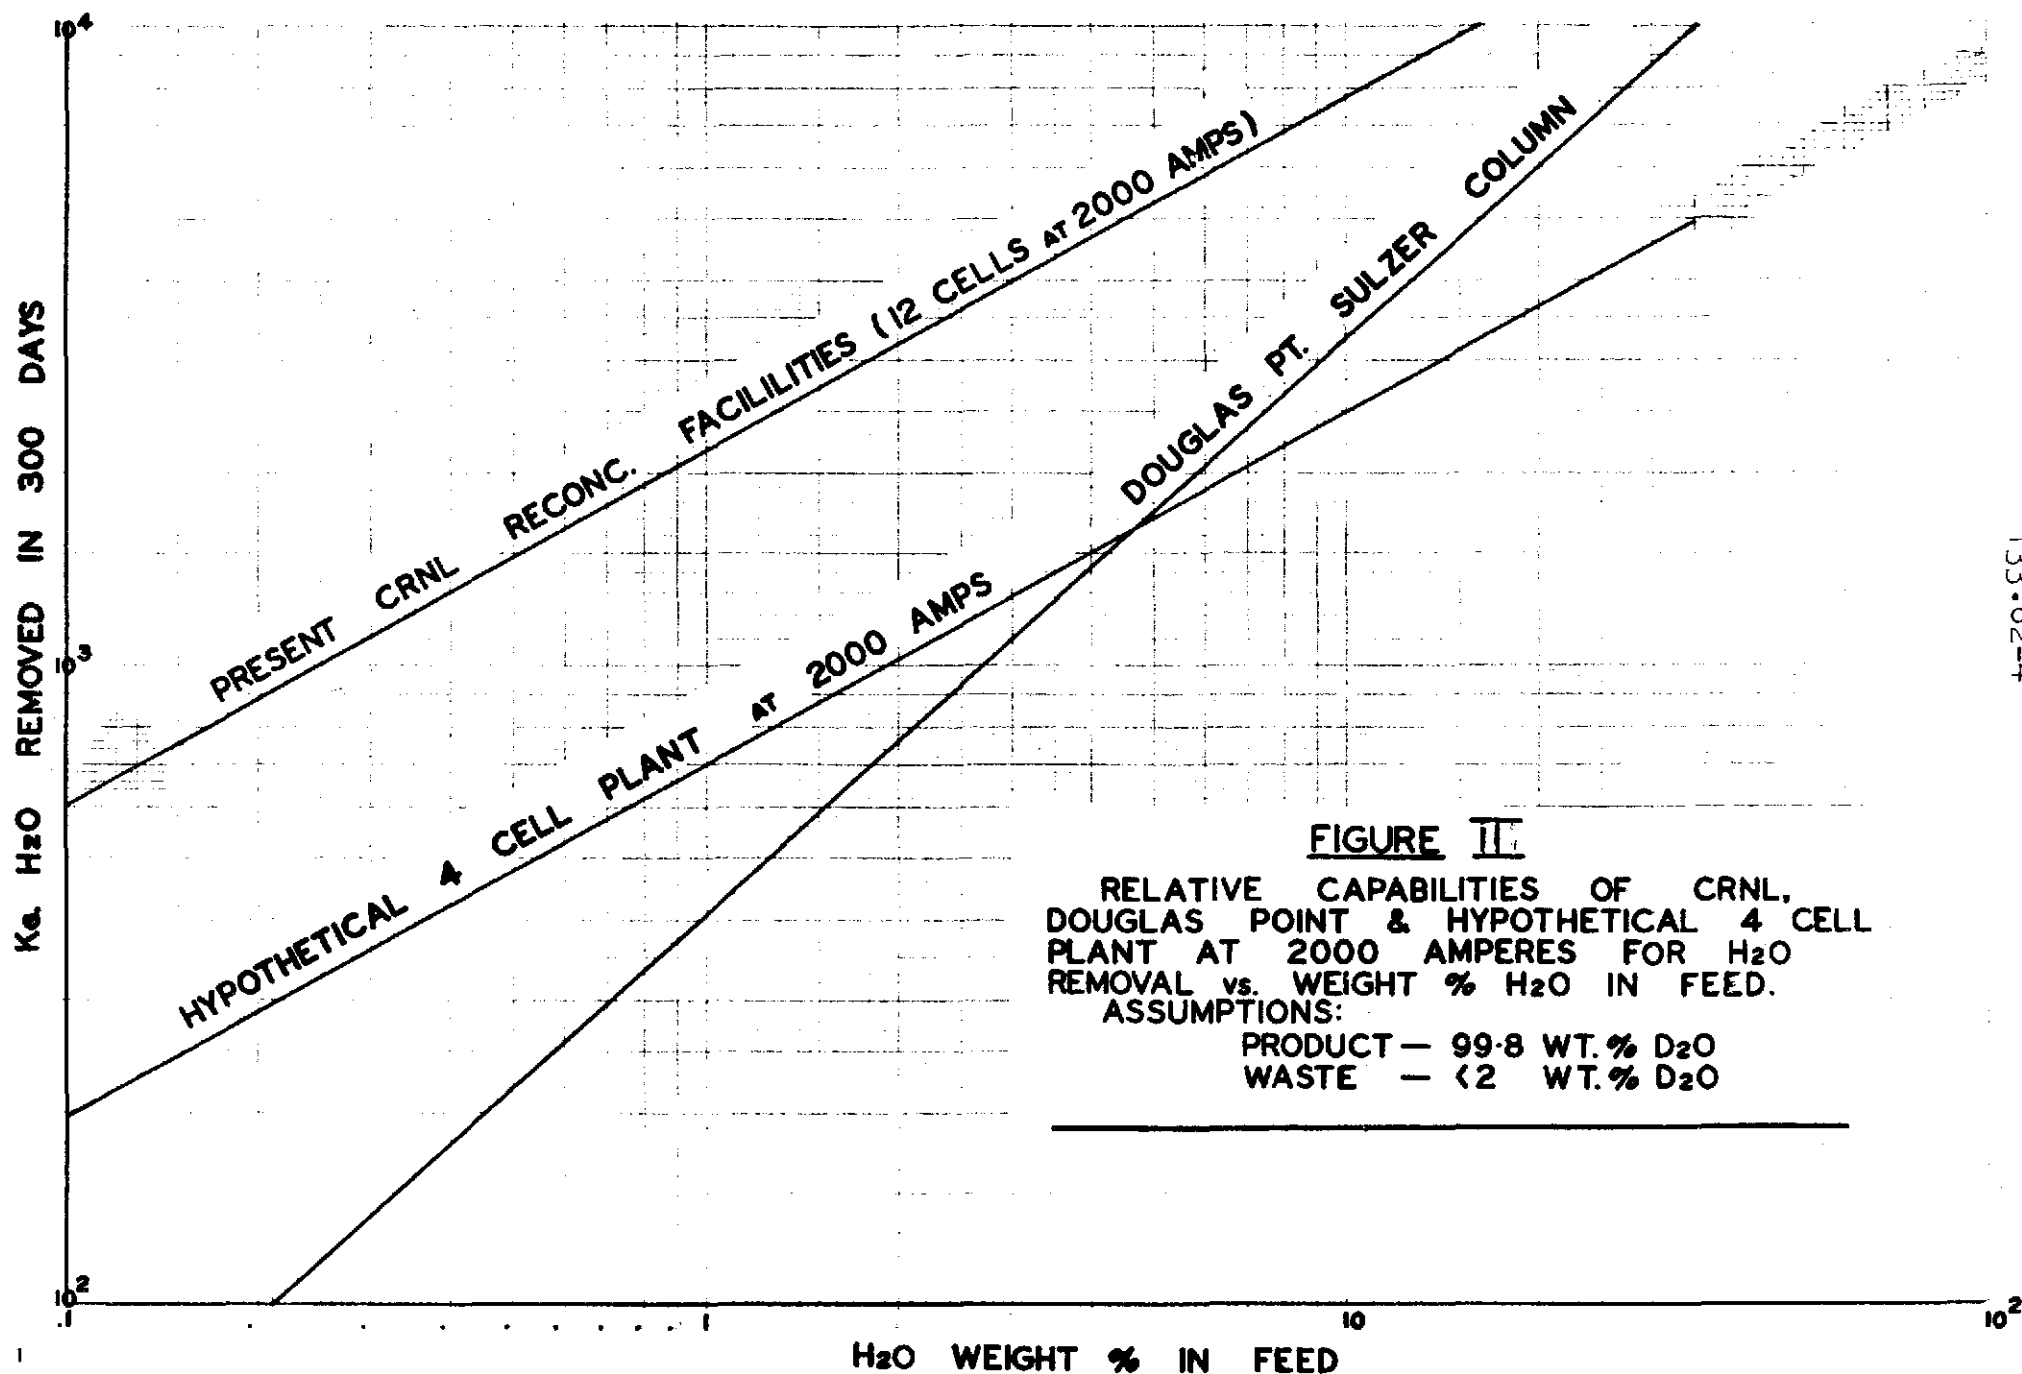 10⁴
10³
10²
Kg. H₂O REMOVED IN 300 DAYS
PRESENT CRNL RECONC. FACILILITIES (12 CELLS AT 2000 AMPS)
HYPOTHETICAL 4 CELL PLANT AT 2000 AMPS
DOUGLAS PT. SULZER COLUMN
FIGURE II
RELATIVE CAPABILITIES OF CRNL,
DOUGLAS POINT & HYPOTHETICAL 4 CELL
PLANT AT 2000 AMPERES FOR H₂O
REMOVAL vs. WEIGHT % H₂O IN FEED.
ASSUMPTIONS:
PRODUCT — 99·8 WT. % D₂O
WASTE — <2 WT. % D₂O
.1 1 10 10²
H₂O WEIGHT % IN FEED
1